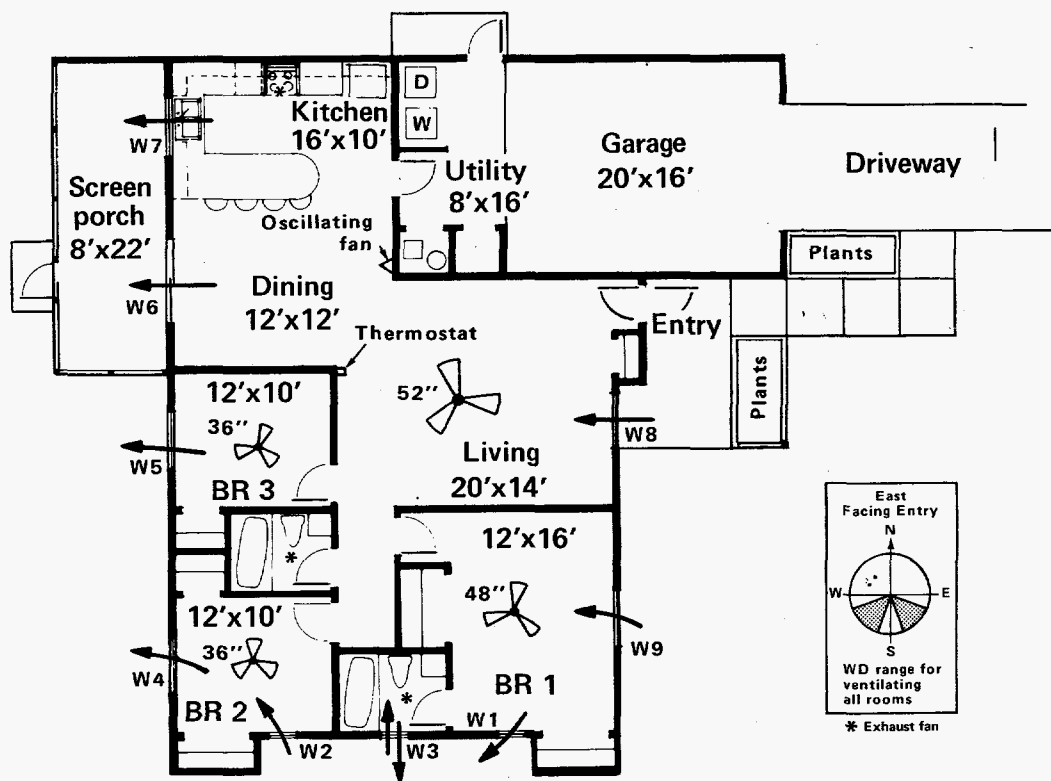 D
W
Kitchen
16'x10'
W7
Garage
20'x16'
Driveway
Utility
8'x16'
Screen
porch
8'x22'
Oscillating
fan
Plants
W6
Dining
12'x12'
Entry
Thermostat
Plants
12'x10'
36"
52"
W8
W5
BR 3
Living
20'x14'
12'x16'
East
Facing Entry
N
W
E
S
WD range for
ventilating
all rooms
* Exhaust fan
*
*
*
12'x10'
36"
48"
W9
W4
BR 2
BR 1
W1
W2
W3